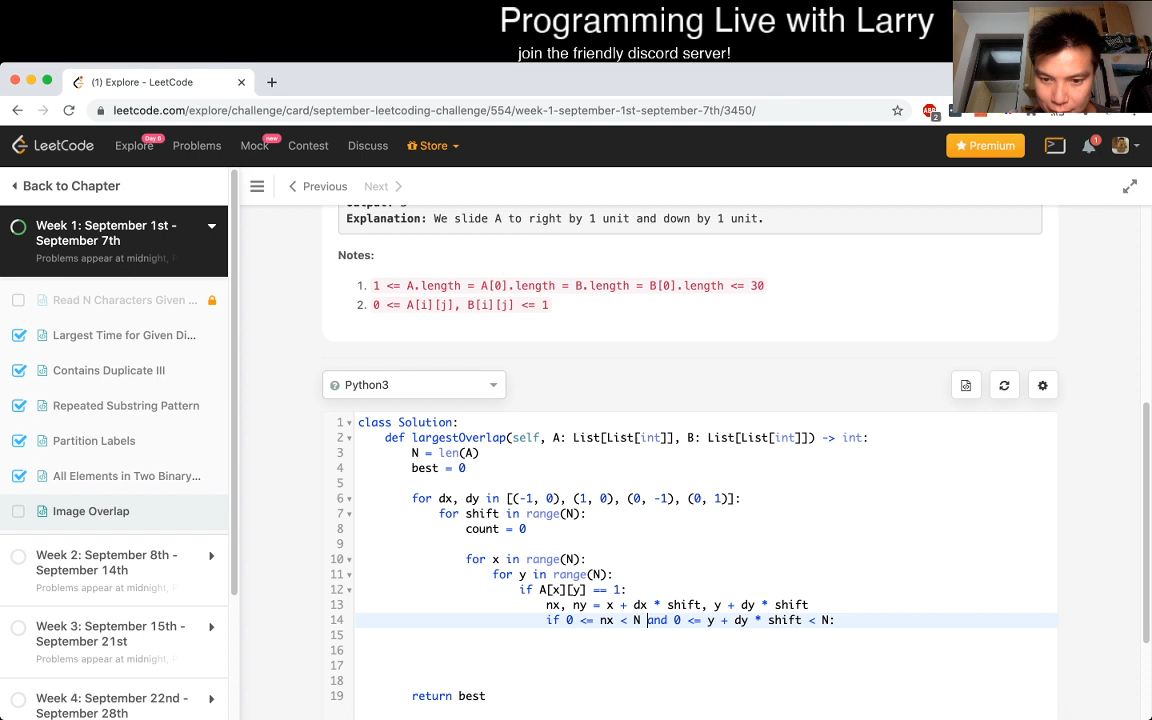 Programming Live with Larry
join the friendly discord server!
(1) Explore - LeetCode
leetcode.com/explore/challenge/card/september-leetcoding-challenge/554/week-1-september-1st-september-7th/3450/
ABP
2
LeetCode
Explore
Day 6
Problems
Mock
new
Contest
Discuss
Store
Premium
1
Back to Chapter
Previous
Next
Week 1: September 1st -
September 7th
Problems appear at midnight,
Read N Characters Given ...
Largest Time for Given Di...
Contains Duplicate III
Repeated Substring Pattern
Partition Labels
All Elements in Two Binary...
Image Overlap
Week 2: September 8th -
September 14th
Problems appear at midnight,
Week 3: September 15th -
September 21st
Problems appear at midnight,
Week 4: September 22nd -
September 28th
Explanation: We slide A to right by 1 unit and down by 1 unit.
Notes:
1. 1 <= A.length = A[0].length = B.length = B[0].length <= 30
2. 0 <= A[i][j], B[i][j] <= 1
Python3
1 class Solution:
2 def largestOverlap(self, A: List[List[int]], B: List[List[int]]) -> int:
3 N = len(A)
4 best = 0
5
6 for dx, dy in [(-1, 0), (1, 0), (0, -1), (0, 1)]:
7 for shift in range(N):
8 count = 0
9
10 for x in range(N):
11 for y in range(N):
12 if A[x][y] == 1:
13 nx, ny = x + dx * shift, y + dy * shift
14 if 0 <= nx < N and 0 <= y + dy * shift < N:
15
16
17
18
19 return best